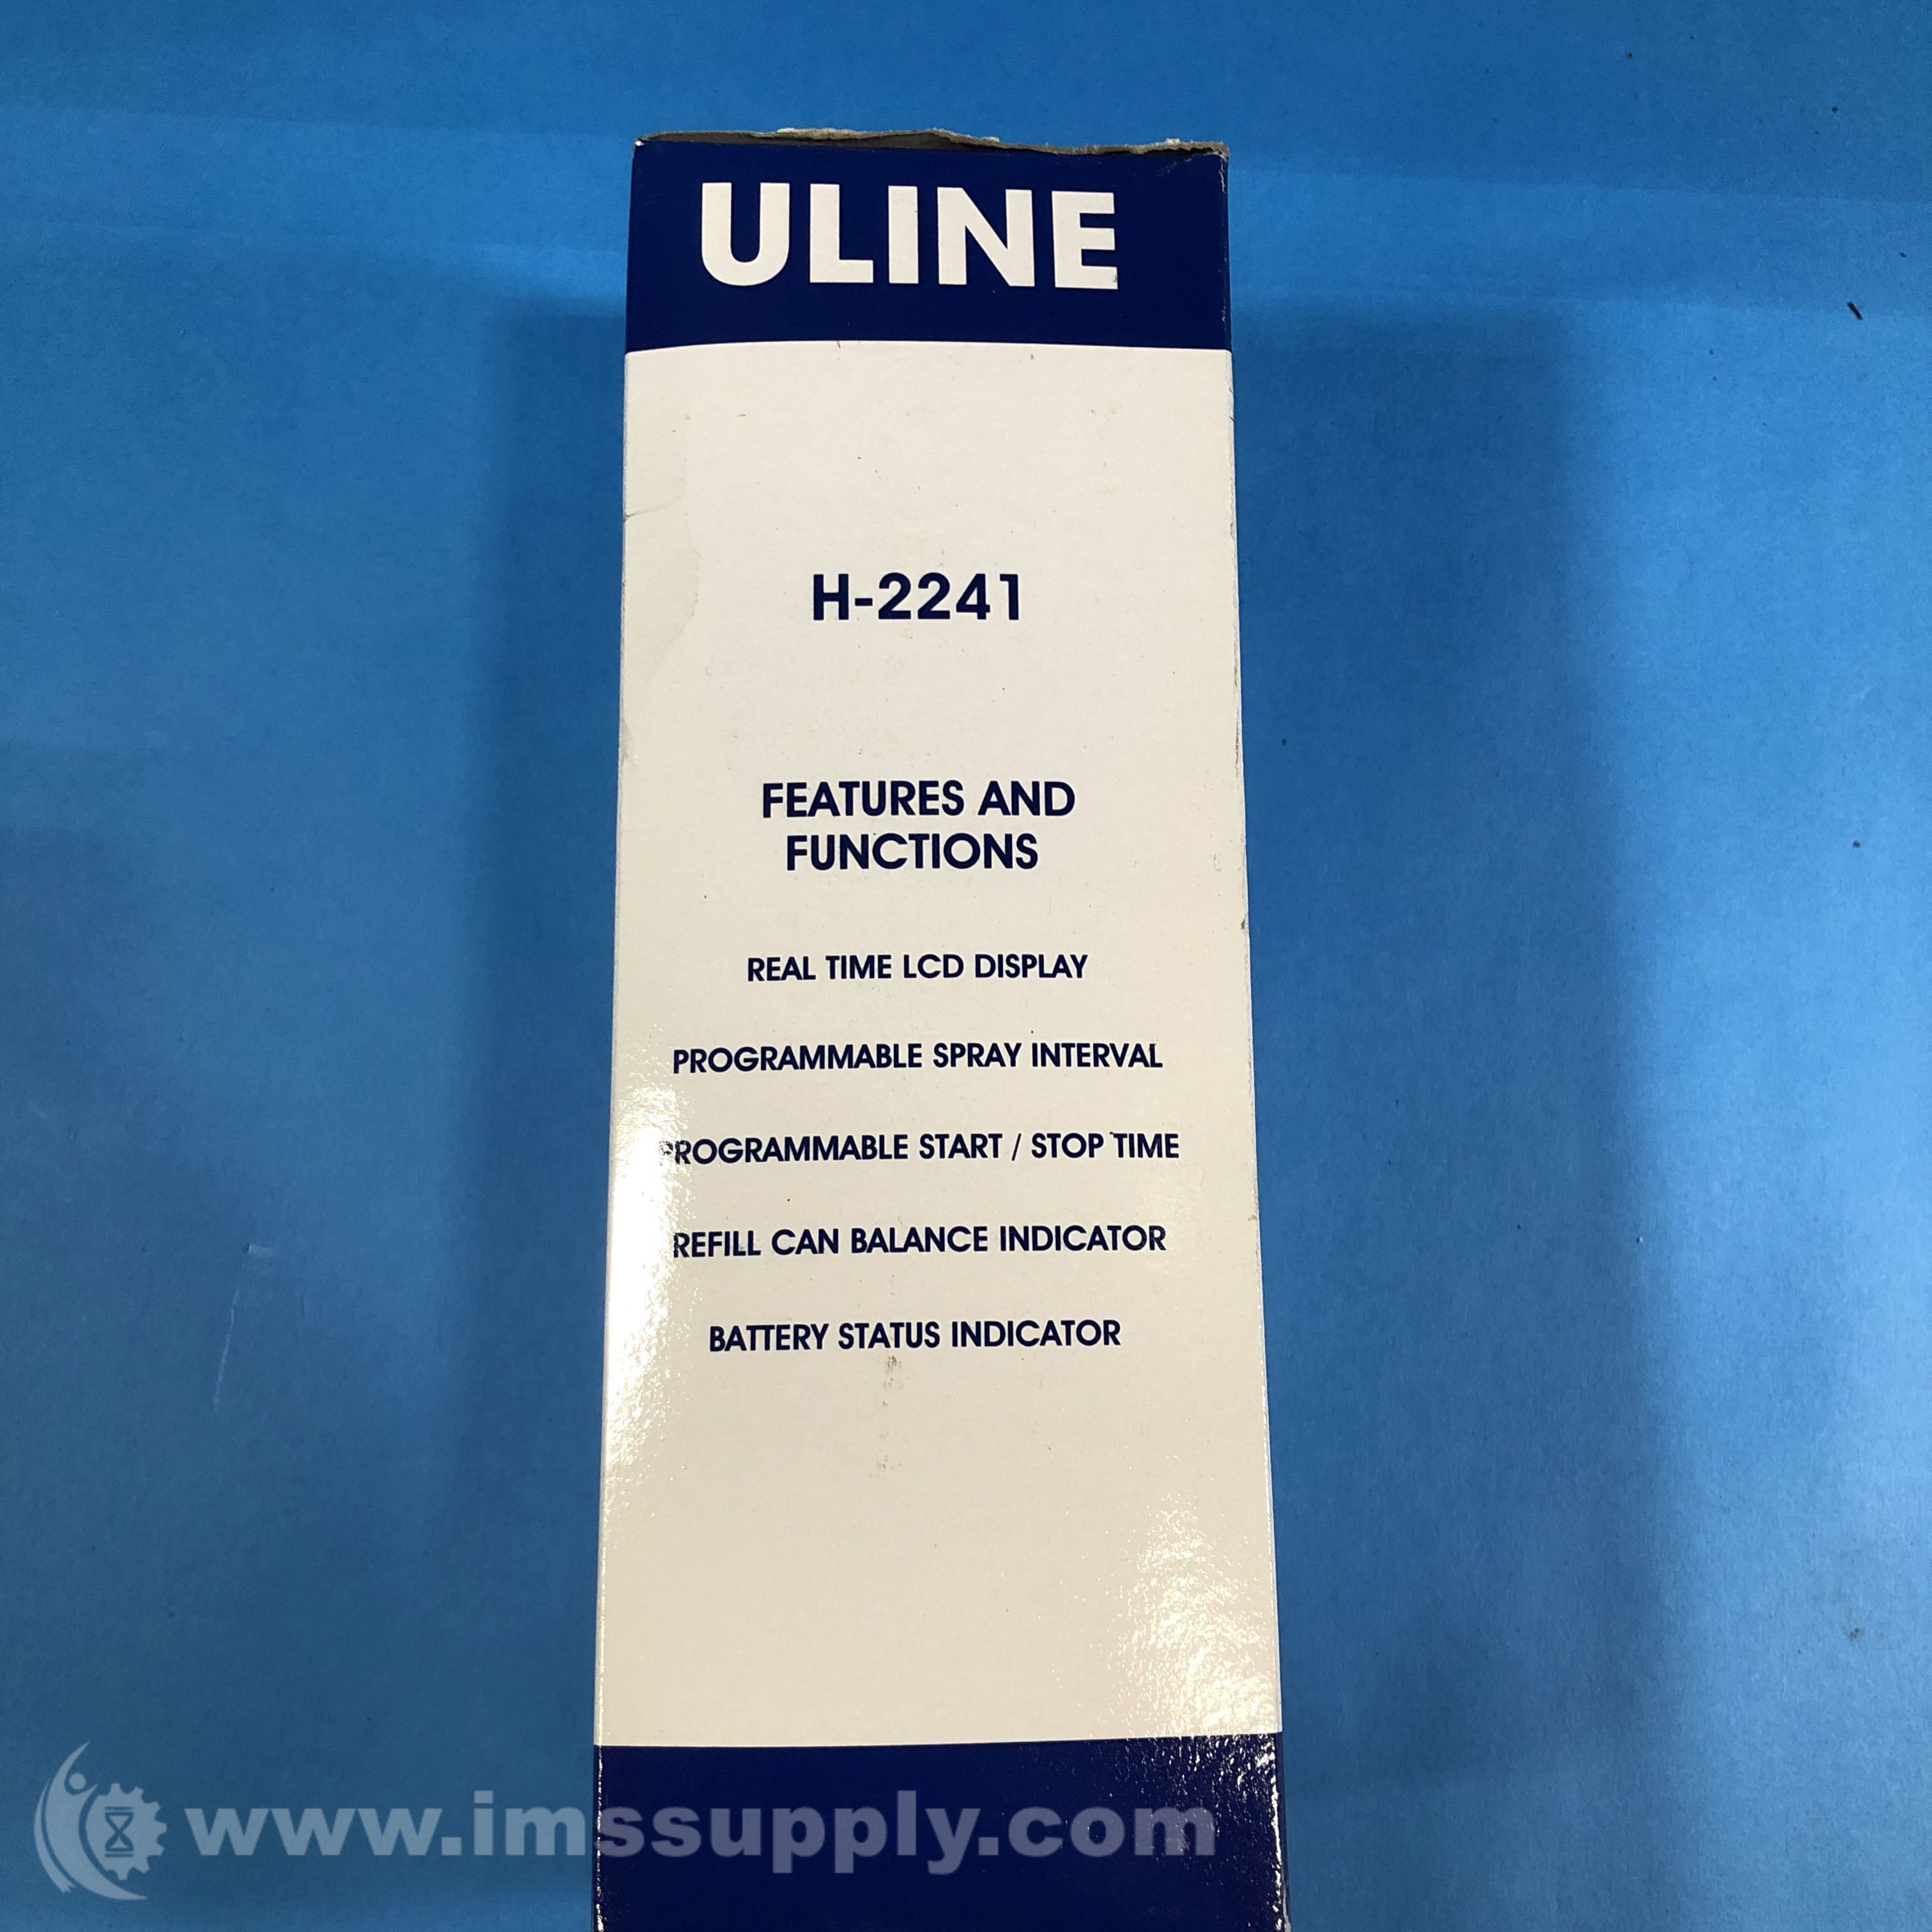 ULINE
H-2241
FEATURES AND
FUNCTIONS
REAL TIME LCD DISPLAY
PROGRAMMABLE SPRAY INTERVAL
PROGRAMMABLE START / STOP TIME
REFILL CAN BALANCE INDICATOR
BATTERY STATUS INDICATOR
www.imssupply.com